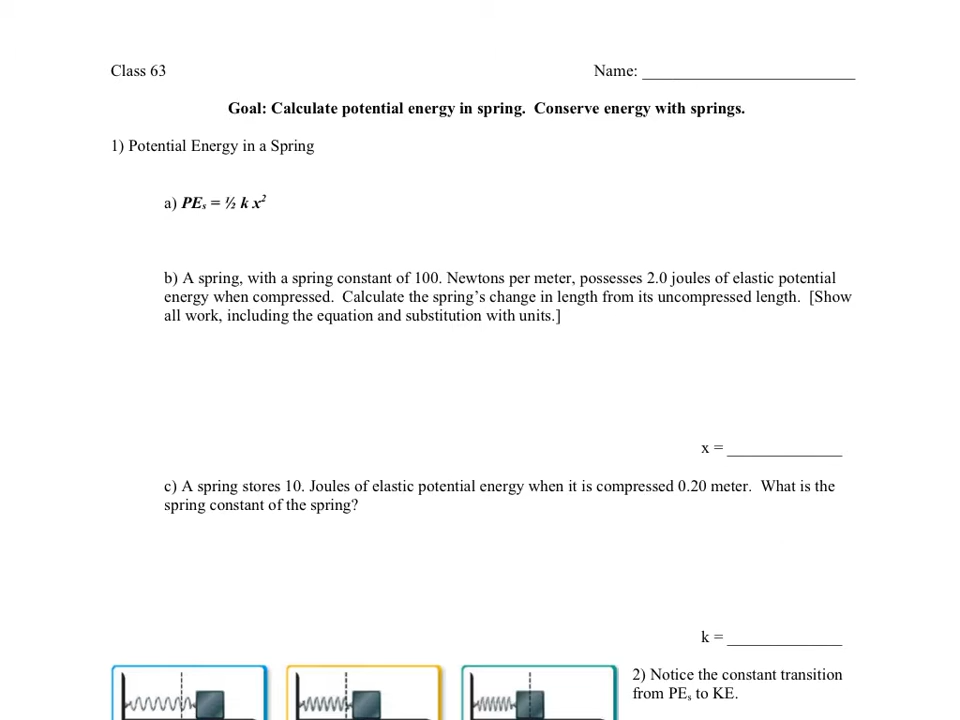 Class 63 Name: ___________________________
Goal: Calculate potential energy in spring.  Conserve energy with springs.
1) Potential Energy in a Spring
a) PEₛ = ½ k x²
b) A spring, with a spring constant of 100. Newtons per meter, possesses 2.0 joules of elastic potential
energy when compressed.  Calculate the spring’s change in length from its uncompressed length.  [Show
all work, including the equation and substitution with units.]
x = ______________
c) A spring stores 10. Joules of elastic potential energy when it is compressed 0.20 meter.  What is the
spring constant of the spring?
k = ______________
2) Notice the constant transition
from PEₛ to KE.